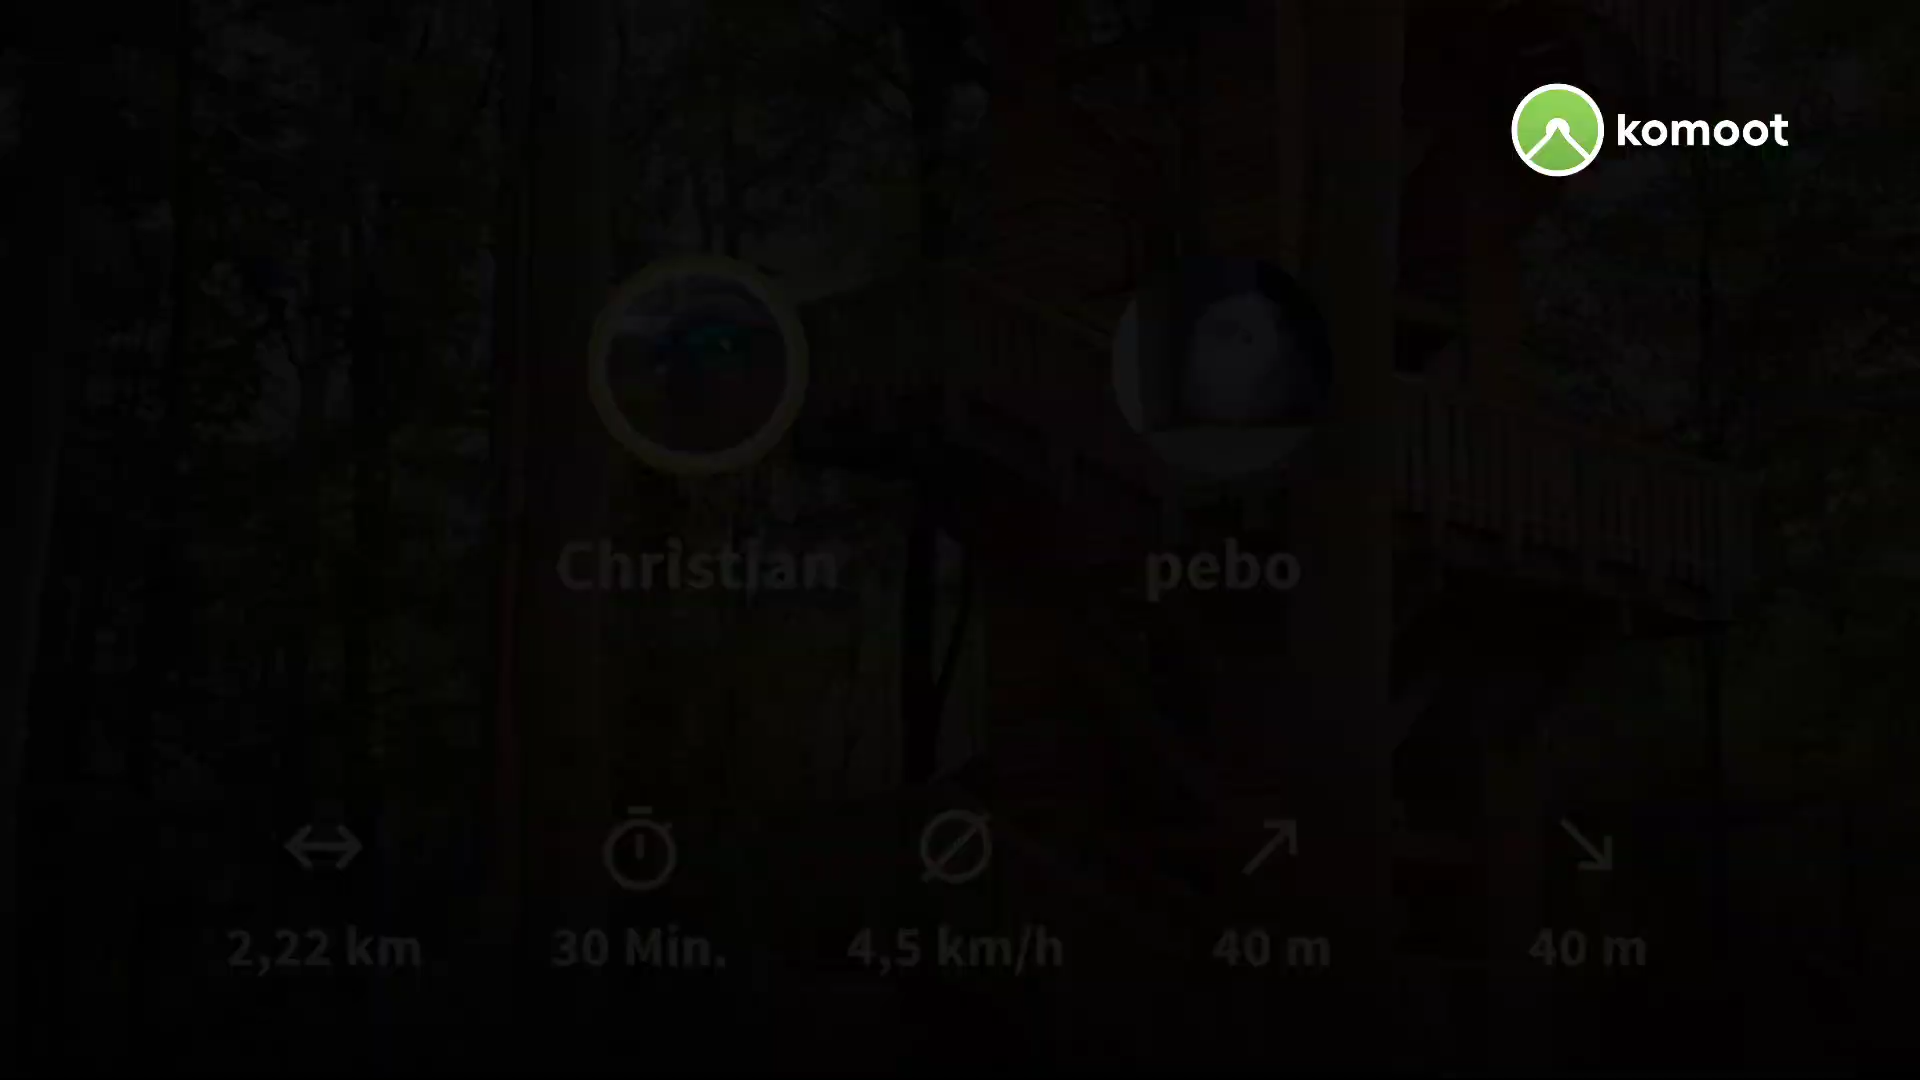 komoot
Christian
pebo
2,22 km
30 Min.
4,5 km/h
40 m
40 m